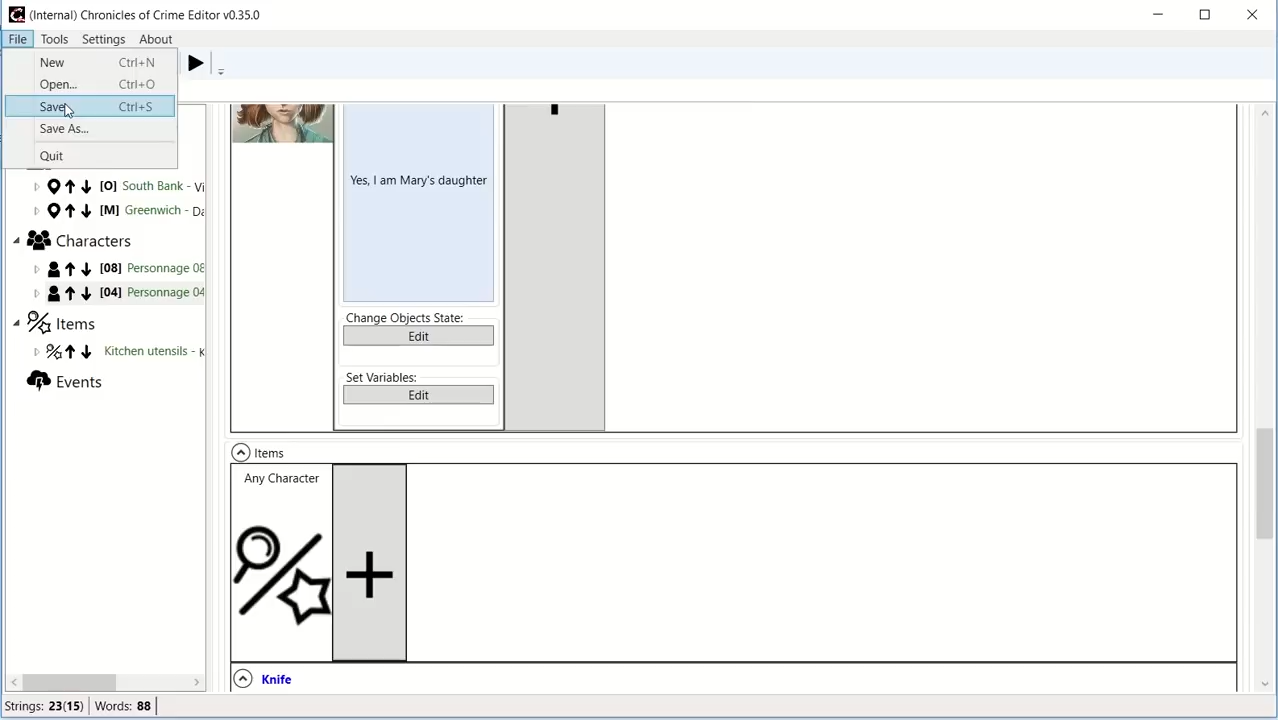 (Internal) Chronicles of Crime Editor v0.35.0
File Tools Settings About
New Ctrl+N
Open... Ctrl+O
Save Ctrl+S
Save As...
Quit
[O] South Bank - Vi
[M] Greenwich - Da
Characters
[08] Personnage 08
[04] Personnage 04
Items
Kitchen utensils - K
Events
Yes, I am Mary's daughter
Change Objects State:
Edit
Set Variables:
Edit
Items
Any Character
Knife
Strings: 23(15) Words: 88